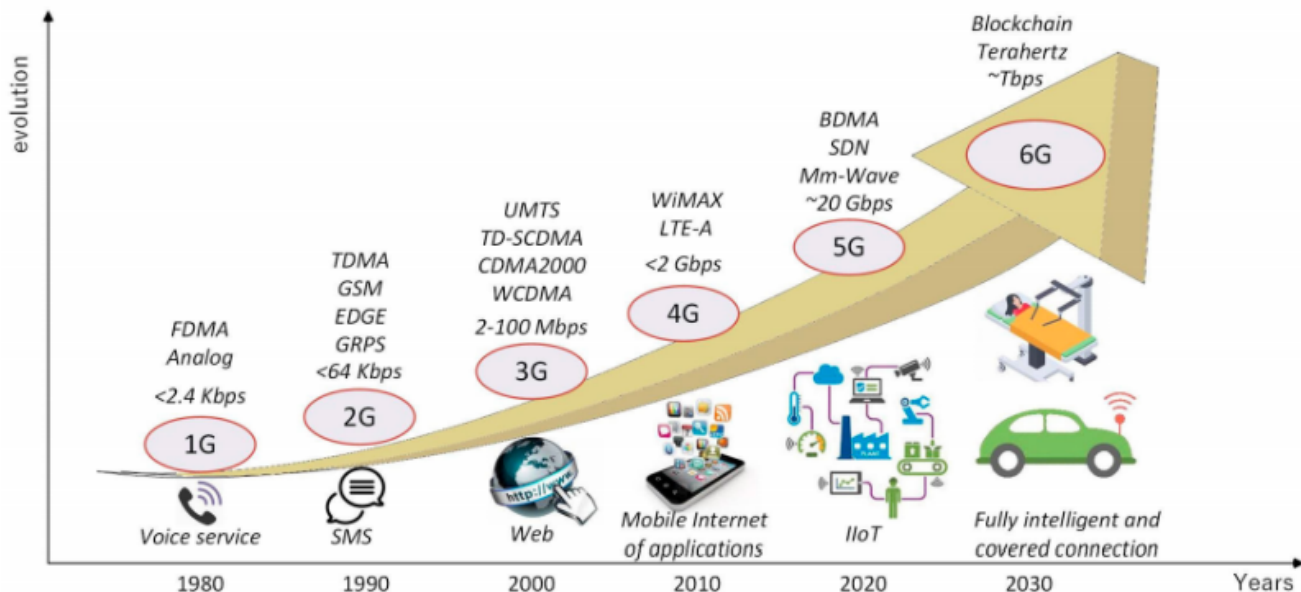 evolution
Blockchain
Terahertz
~Tbps
6G
BDMA
SDN
Mm-Wave
~20 Gbps
5G
WiMAX
LTE-A
<2 Gbps
4G
UMTS
TD-SCDMA
CDMA2000
WCDMA
2-100 Mbps
3G
TDMA
GSM
EDGE
GRPS
<64 Kbps
2G
FDMA
Analog
<2.4 Kbps
1G
http://www.
PLANT
Voice service
SMS
Web
Mobile Internet
of applications
IIoT
Fully intelligent and
covered connection
1980 1990 2000 2010 2020 2030 Years